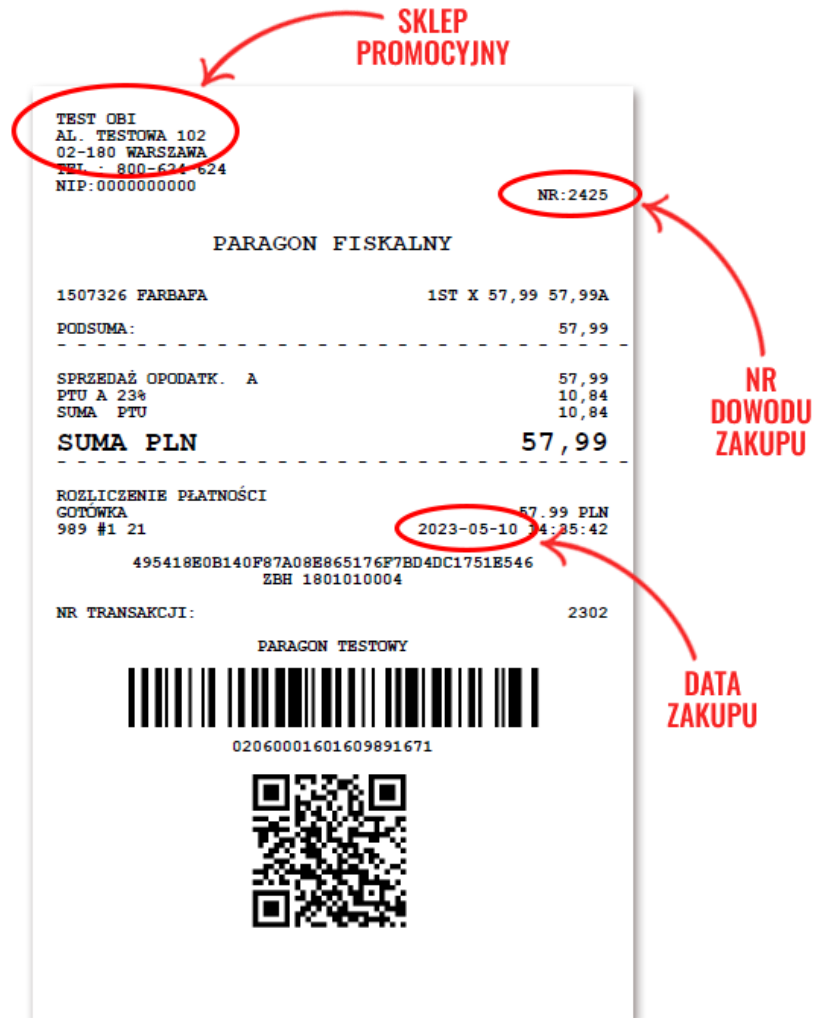 SKLEP
PROMOCYJNY
TEST OBI
AL. TESTOWA 102
02-180 WARSZAWA
TEL.: 800-624-624
NIP:0000000000
NR:2425
PARAGON FISKALNY
1507326 FARBAFA 1ST X 57,99 57,99A
PODSUMA: 57,99
SPRZEDAŻ OPODATK. A 57,99
PTU A 23% 10,84
SUMA PTU 10,84
SUMA PLN 57,99
NR
DOWODU
ZAKUPU
ROZLICZENIE PŁATNOŚCI
GOTÓWKA 57.99 PLN
989 #1 21 2023-05-10 14:35:42
495418E0B140F87A08E865176F7BD4DC1751E546
ZBH 1801010004
NR TRANSAKCJI: 2302
PARAGON TESTOWY
DATA
ZAKUPU
02060001601609891671